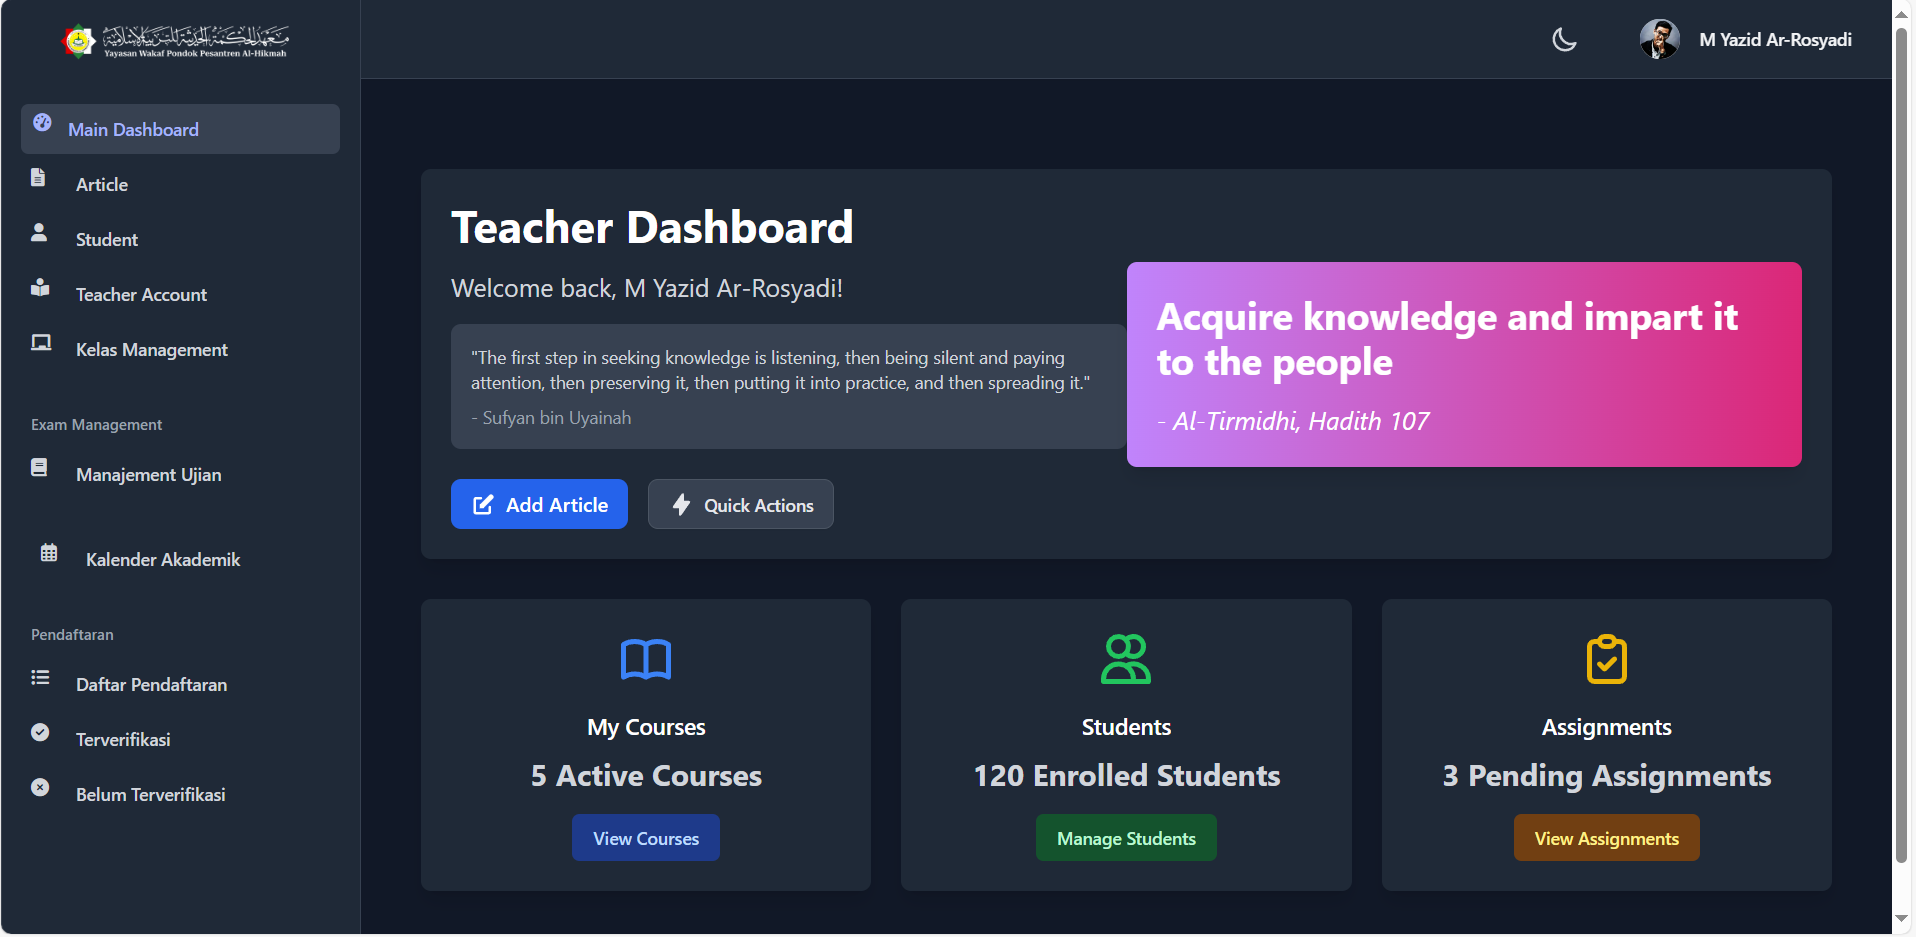 معهد الحكمة الحديثة للتربية الإسلامية
Yayasan Wakaf Pondok Pesantren Al-Hikmah
M Yazid Ar-Rosyadi
Main Dashboard
Article
Student
Teacher Account
Kelas Management
Exam Management
Manajement Ujian
Kalender Akademik
Pendaftaran
Daftar Pendaftaran
Terverifikasi
Belum Terverifikasi
Teacher Dashboard
Welcome back, M Yazid Ar-Rosyadi!
"The first step in seeking knowledge is listening, then being silent and paying
attention, then preserving it, then putting it into practice, and then spreading it."
- Sufyan bin Uyainah
Add Article
Quick Actions
Acquire knowledge and impart it
to the people
- Al-Tirmidhi, Hadith 107
My Courses
5 Active Courses
View Courses
Students
120 Enrolled Students
Manage Students
Assignments
3 Pending Assignments
View Assignments